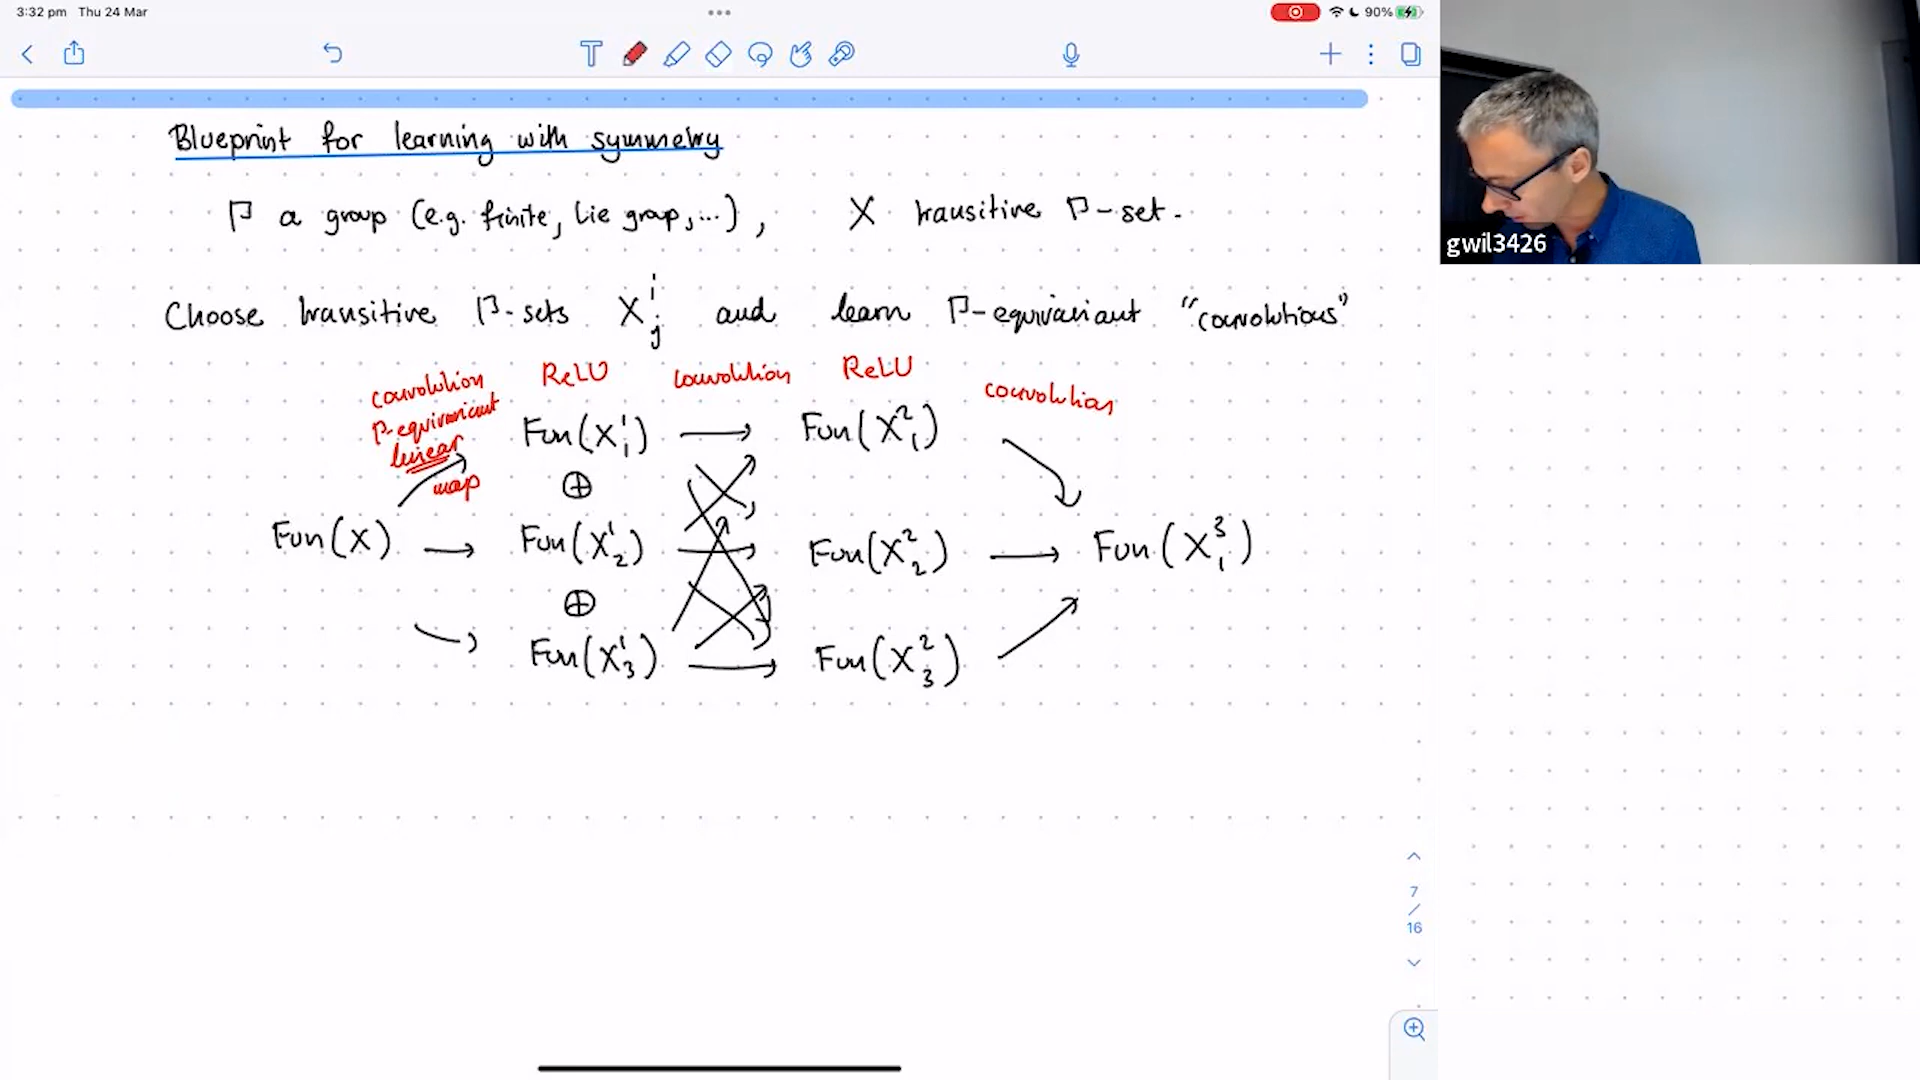 3:32 pm Thu 24 Mar
90%
Blueprint for learning with symmetry
Γ a group (e.g. finite, Lie group, ...), X transitive Γ-set.
Choose transitive Γ-sets X^i_j and learn Γ-equivariant "convolutions"
convolution ReLU convolution ReLU convolution
Γ-equivariant
linear
map
Fun(X^1_1) → Fun(X^2_1)
⊕
Fun(X) → Fun(X^1_2) → Fun(X^2_2) → Fun(X^3_1)
⊕
Fun(X^1_3) → Fun(X^2_3)
gwil3426
7
/
16